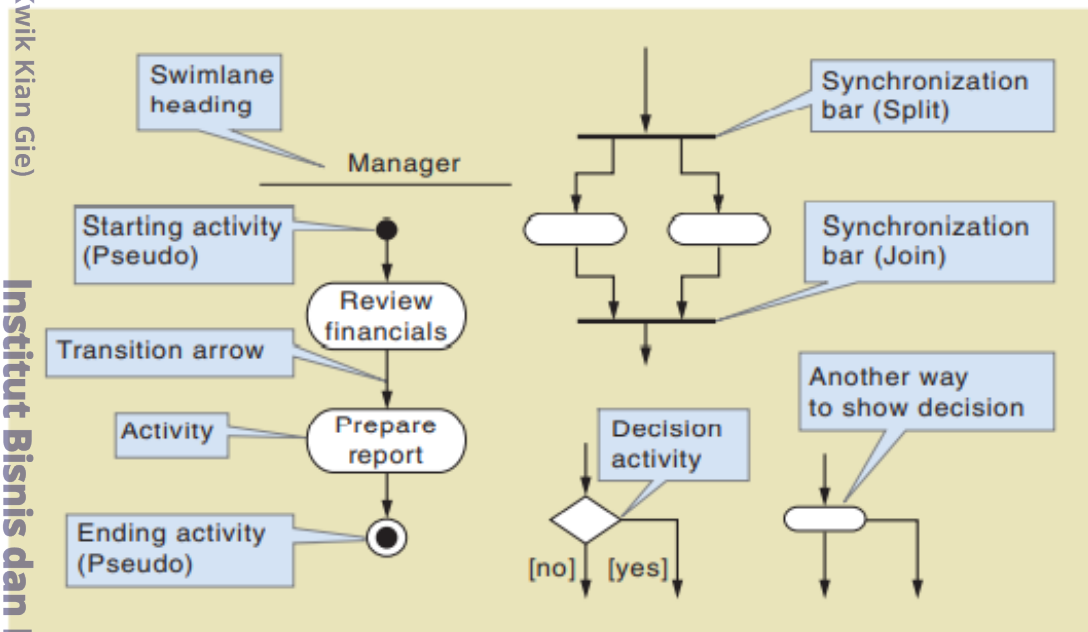 Kwik Kian Gie)
Institut Bisnis dan
Swimlane
heading
Manager
Starting activity
(Pseudo)
Review
financials
Transition arrow
Activity
Prepare
report
Ending activity
(Pseudo)
Synchronization
bar (Split)
Synchronization
bar (Join)
Decision
activity
[no] [yes]
Another way
to show decision